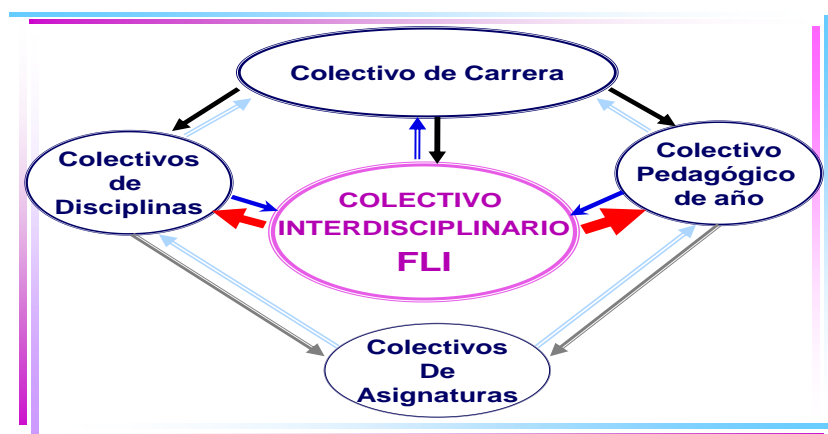 Colectivo de Carrera
Colectivos
de
Disciplinas
Colectivo
Pedagógico
de año
COLECTIVO
INTERDISCIPLINARIO
FLI
Colectivos
De
Asignaturas